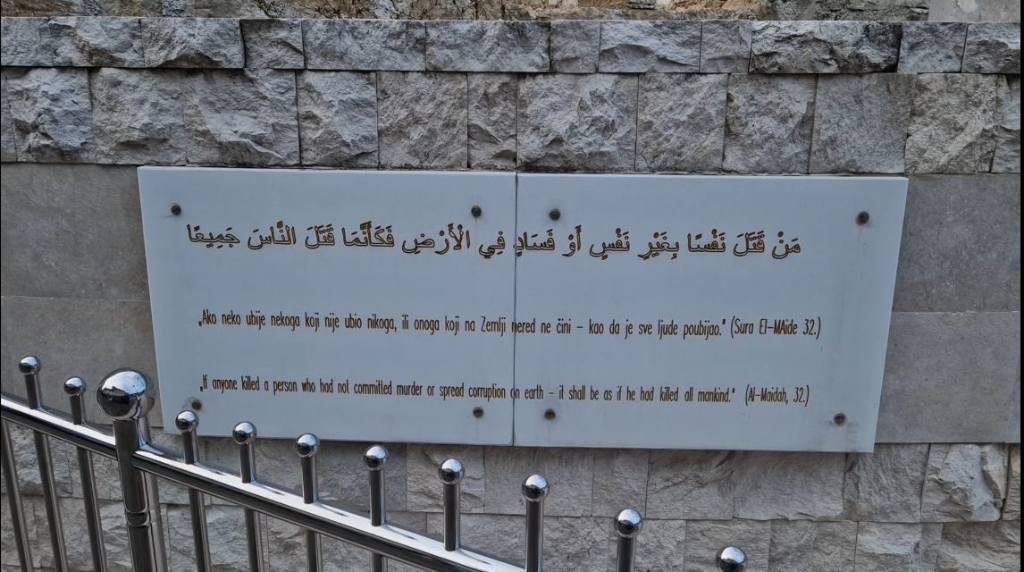 مَنْ قَتَلَ نَفْسًا بِغَيْرِ نَفْسٍ أَوْ فَسَادٍ فِي الْأَرْضِ فَكَأَنَّمَا قَتَلَ النَّاسَ جَمِيعًا
„Ako neko ubije nekoga koji nije ubio nikoga, ili onoga koji na Zemlji nered ne čini – kao da je sve ljude poubijao." (Sura El-MAide 32.)
„If anyone killed a person who had not committed murder or spread corruption on earth – it shall be as if he had killed all mankind." (Al-Maidah, 32.)